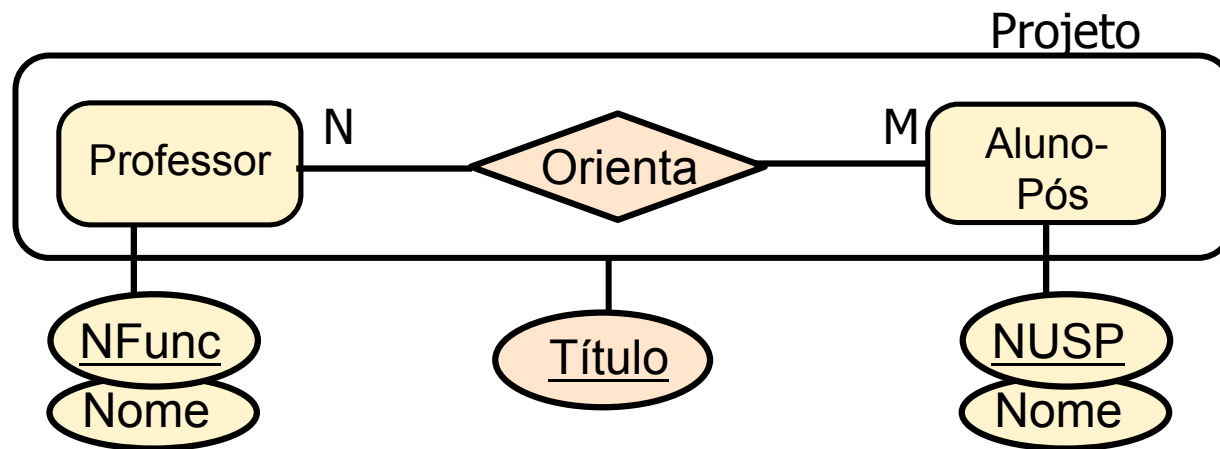 Projeto
Professor
N
Orienta
M
Aluno-
Pós
NFunc
Nome
Título
NUSP
Nome